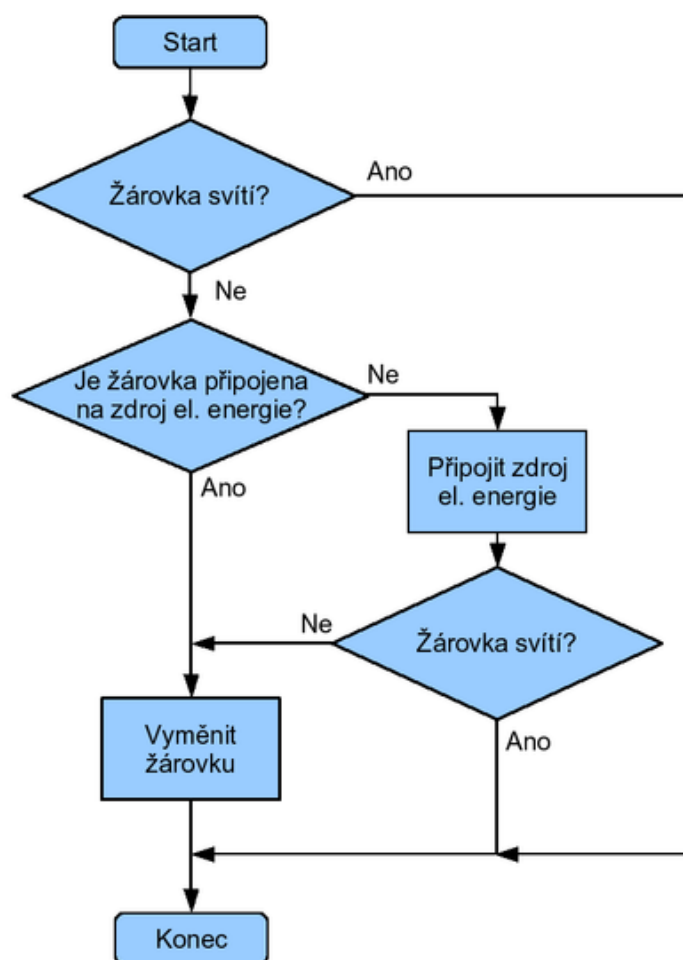 Start
Žárovka svítí?
Ano
Ne
Je žárovka připojena
na zdroj el. energie?
Ne
Připojit zdroj
el. energie
Ano
Ne
Žárovka svítí?
Vyměnit
žárovku
Ano
Konec